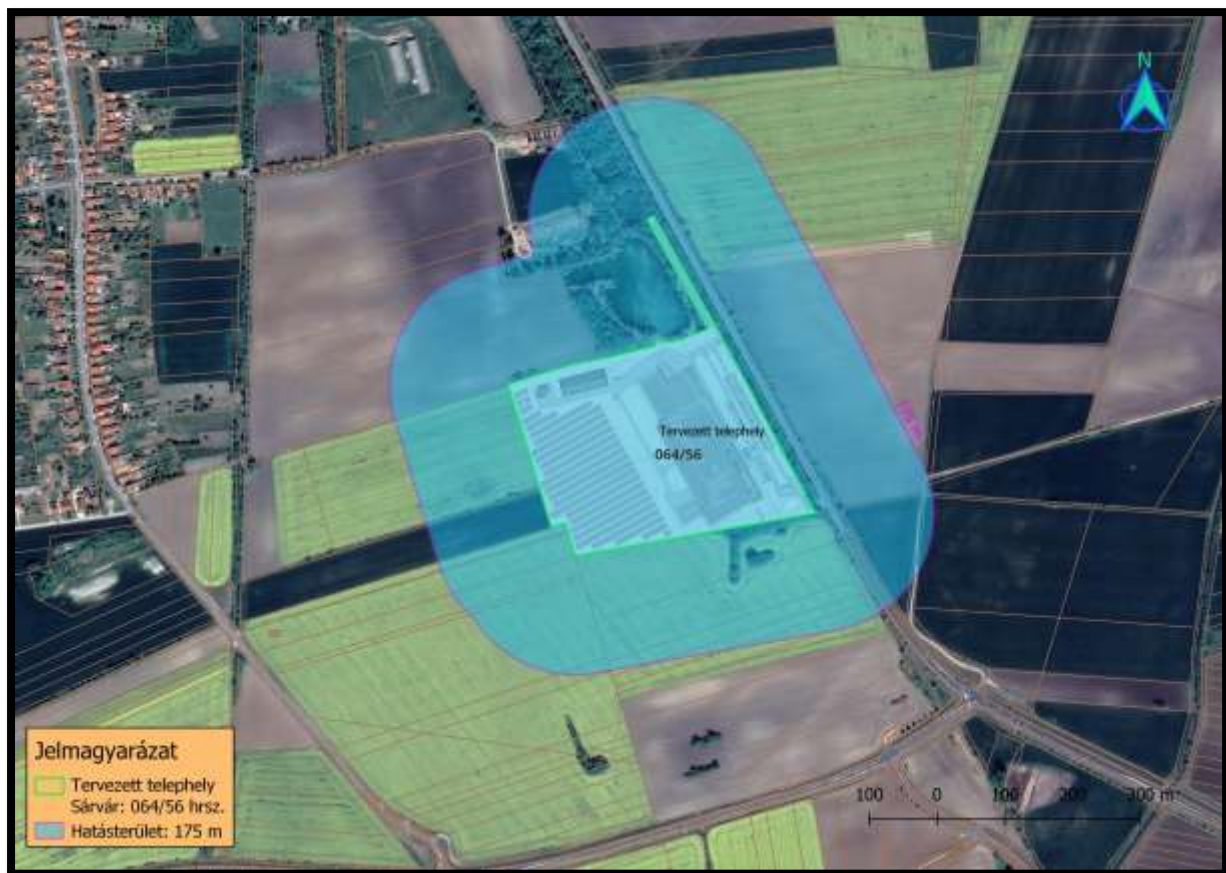 N
Tervezett telephely
064/56
Jelmagyarázat
Tervezett telephely
Sárvár: 064/56 hrsz.
Hatásterület: 175 m
100 0 100 200 300 m